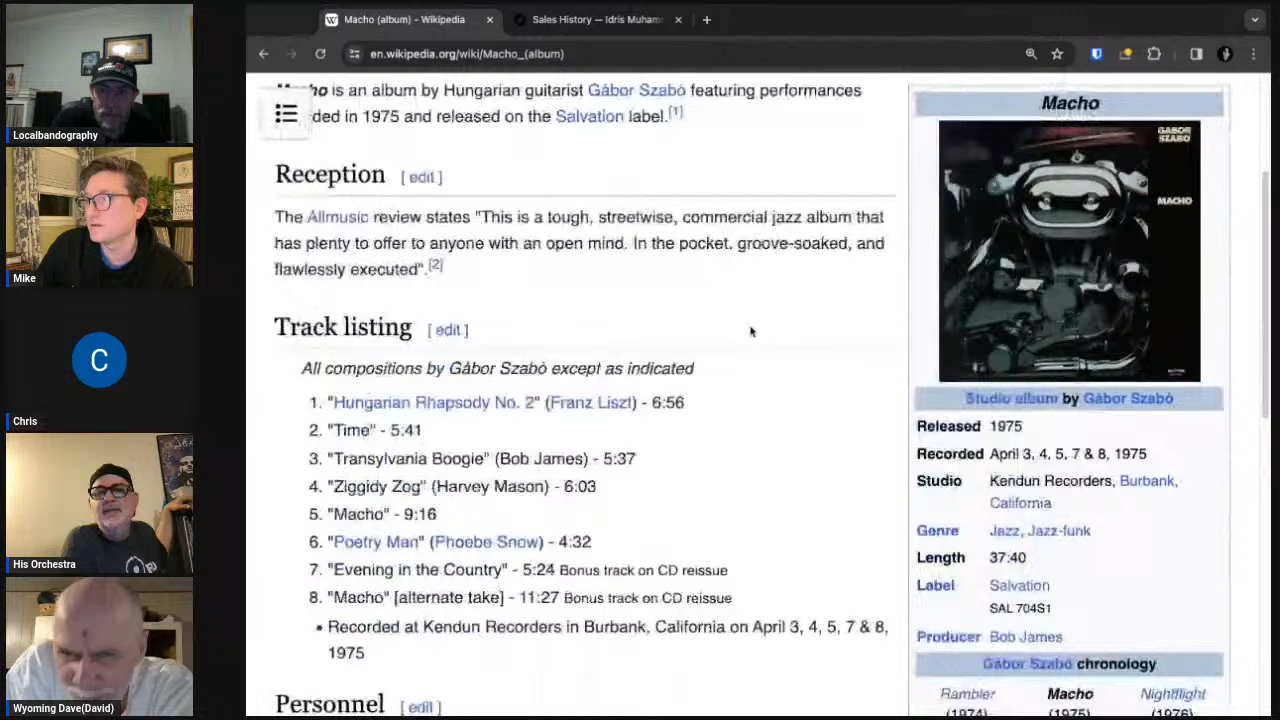 Macho (album) - Wikipedia
Sales History — Idris Muham
en.wikipedia.org/wiki/Macho_(album)
Macho is an album by Hungarian guitarist Gábor Szabó featuring performances
ded in 1975 and released on the Salvation label.[1]
Reception [ edit ]
The Allmusic review states "This is a tough, streetwise, commercial jazz album that
has plenty to offer to anyone with an open mind. In the pocket, groove-soaked, and
flawlessly executed".[2]
Track listing [ edit ]
All compositions by Gábor Szabó except as indicated
1. "Hungarian Rhapsody No. 2" (Franz Liszt) - 6:56
2. "Time" - 5:41
3. "Transylvania Boogie" (Bob James) - 5:37
4. "Ziggidy Zog" (Harvey Mason) - 6:03
5. "Macho" - 9:16
6. "Poetry Man" (Phoebe Snow) - 4:32
7. "Evening in the Country" - 5:24 Bonus track on CD reissue
8. "Macho" [alternate take] - 11:27 Bonus track on CD reissue
• Recorded at Kendun Recorders in Burbank, California on April 3, 4, 5, 7 & 8,
1975
Personnel [ edit ]
Macho
GABOR
SZABO
MACHO
Studio album by Gábor Szabó
Released 1975
Recorded April 3, 4, 5, 7 & 8, 1975
Studio Kendun Recorders, Burbank,
California
Genre Jazz, Jazz-funk
Length 37:40
Label Salvation
SAL 704S1
Producer Bob James
Gábor Szabó chronology
Rambler Macho Nightflight
(1974) (1975) (1976)
Localbandography
Mike
C
Chris
His Orchestra
Wyoming Dave(David)